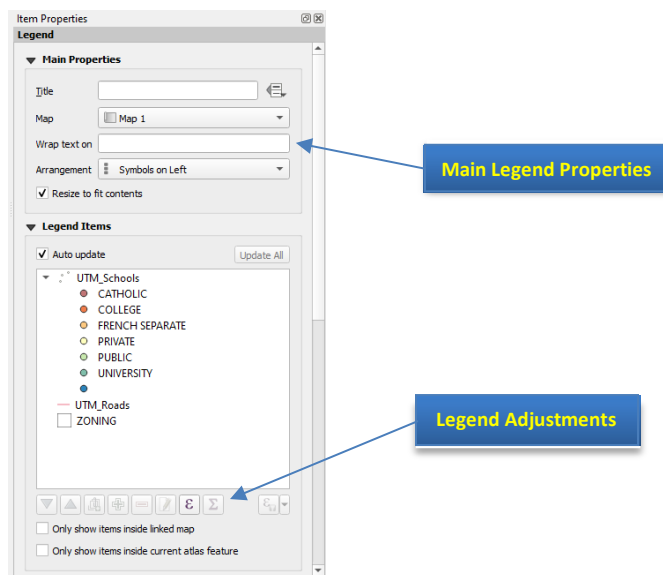 Item Properties
Legend
Main Properties
Title
Map Map 1
Wrap text on
Main Legend Properties
Arrangement Symbols on Left
Resize to fit contents
Legend Items
Auto update Update All
UTM_Schools
CATHOLIC
COLLEGE
FRENCH SEPARATE
PRIVATE
PUBLIC
UNIVERSITY
UTM_Roads
Legend Adjustments
ZONING
ε Σ ε
Only show items inside linked map
Only show items inside current atlas feature